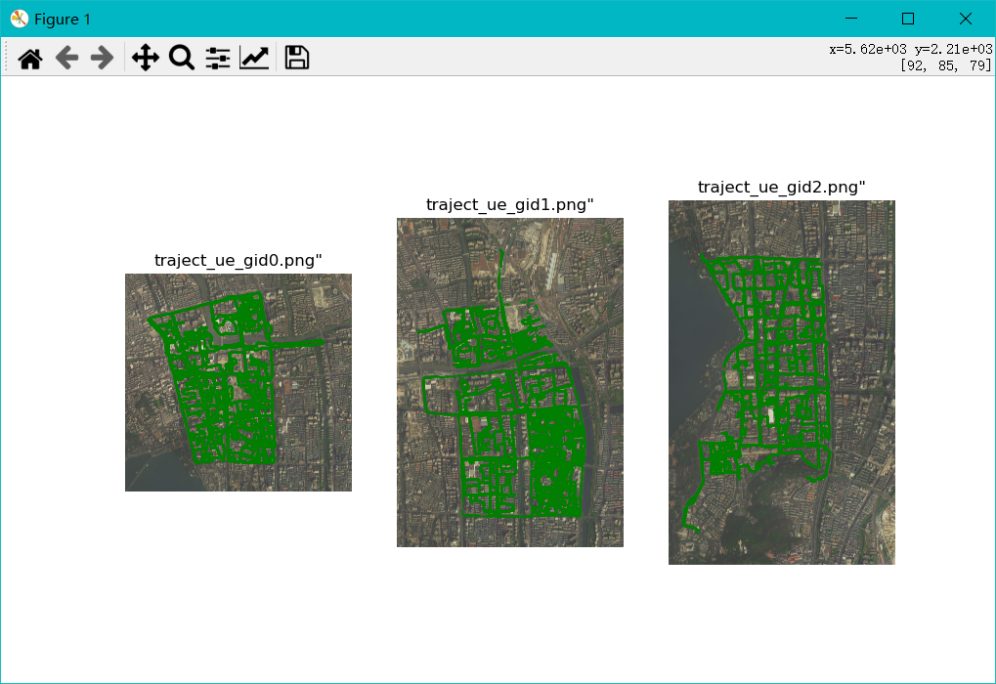 Figure 1
x=5.62e+03 y=2.21e+03
[92, 85, 79]
traject_ue_gid0.png"
traject_ue_gid1.png"
traject_ue_gid2.png"